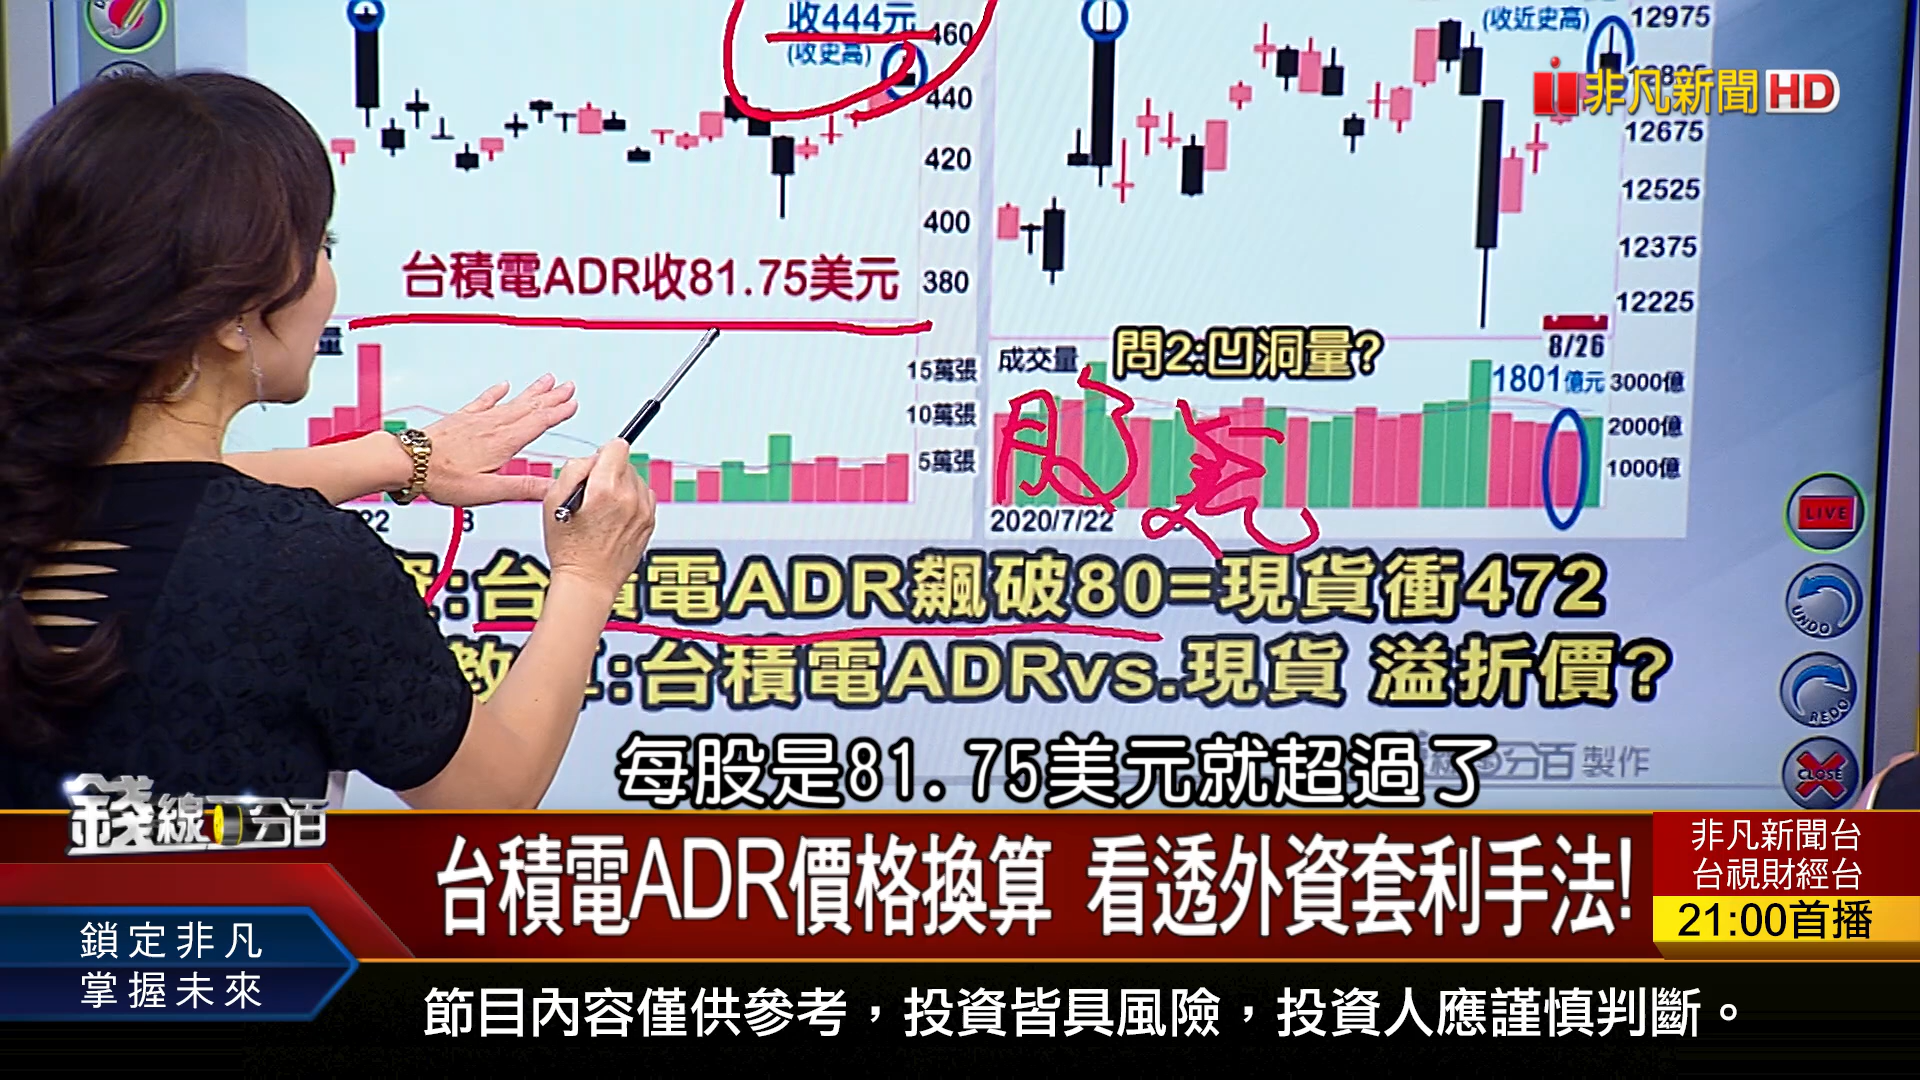 收444元
(收史高)
460
440
420
400
380
台積電ADR收81.75美元
量
15萬張
10萬張
5萬張
22
(收近史高)
12975
12675
12525
12375
12225
非凡新聞HD
成交量
問2:凹洞量?
8/26
1801億元
3000億
2000億
1000億
股
2020/7/22
:台積電ADR飆破80=現貨衝472
教 :台積電ADRvs.現貨 溢折價?
LIVE
UNDO
REDO
CLOSE
分百製作
每股是81.75美元就超過了
錢線百分百
台積電ADR價格換算 看透外資套利手法!
非凡新聞台
台視財經台
21:00首播
鎖定非凡
掌握未來
節目內容僅供參考，投資皆具風險，投資人應謹慎判斷。